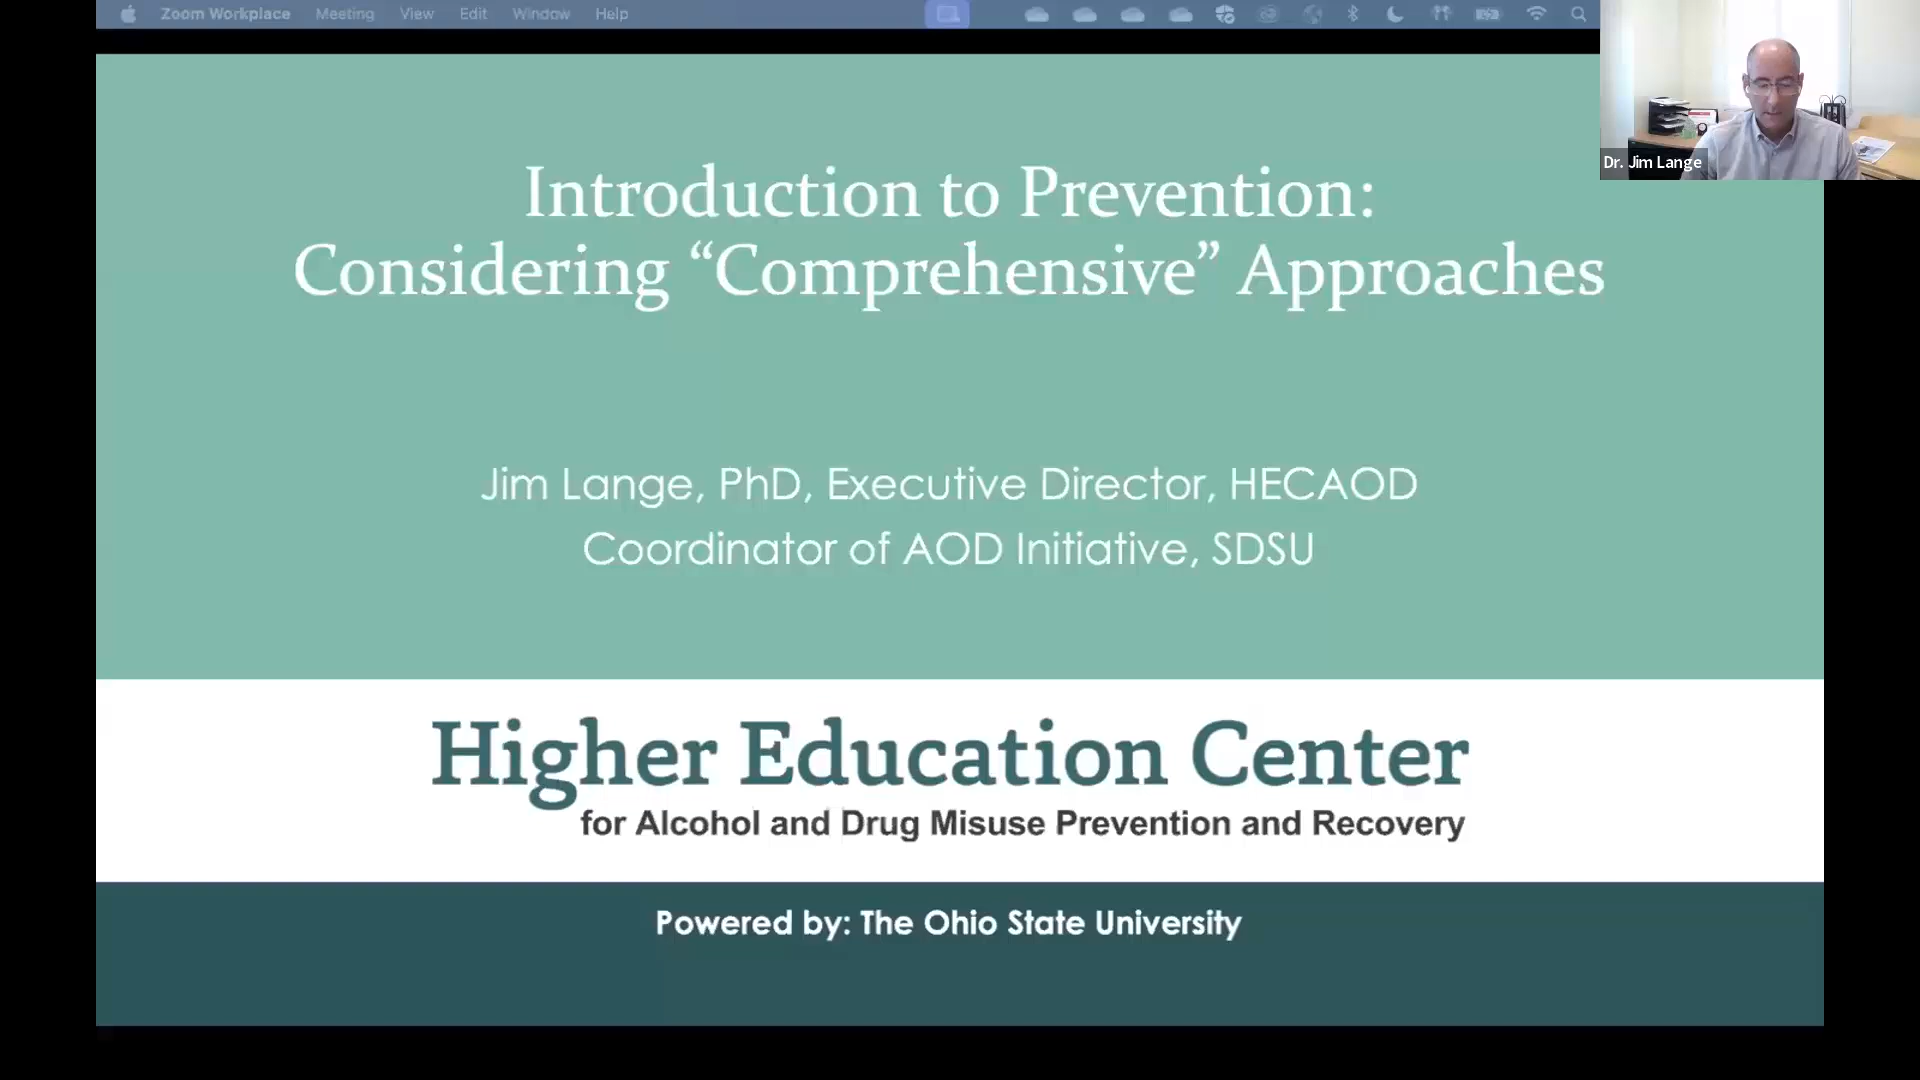 Zoom Workplace Meeting View Edit Window Help
Dr. Jim Lange
Introduction to Prevention:
Considering “Comprehensive” Approaches
Jim Lange, PhD, Executive Director, HECAOD
Coordinator of AOD Initiative, SDSU
Higher Education Center
for Alcohol and Drug Misuse Prevention and Recovery
Powered by: The Ohio State University